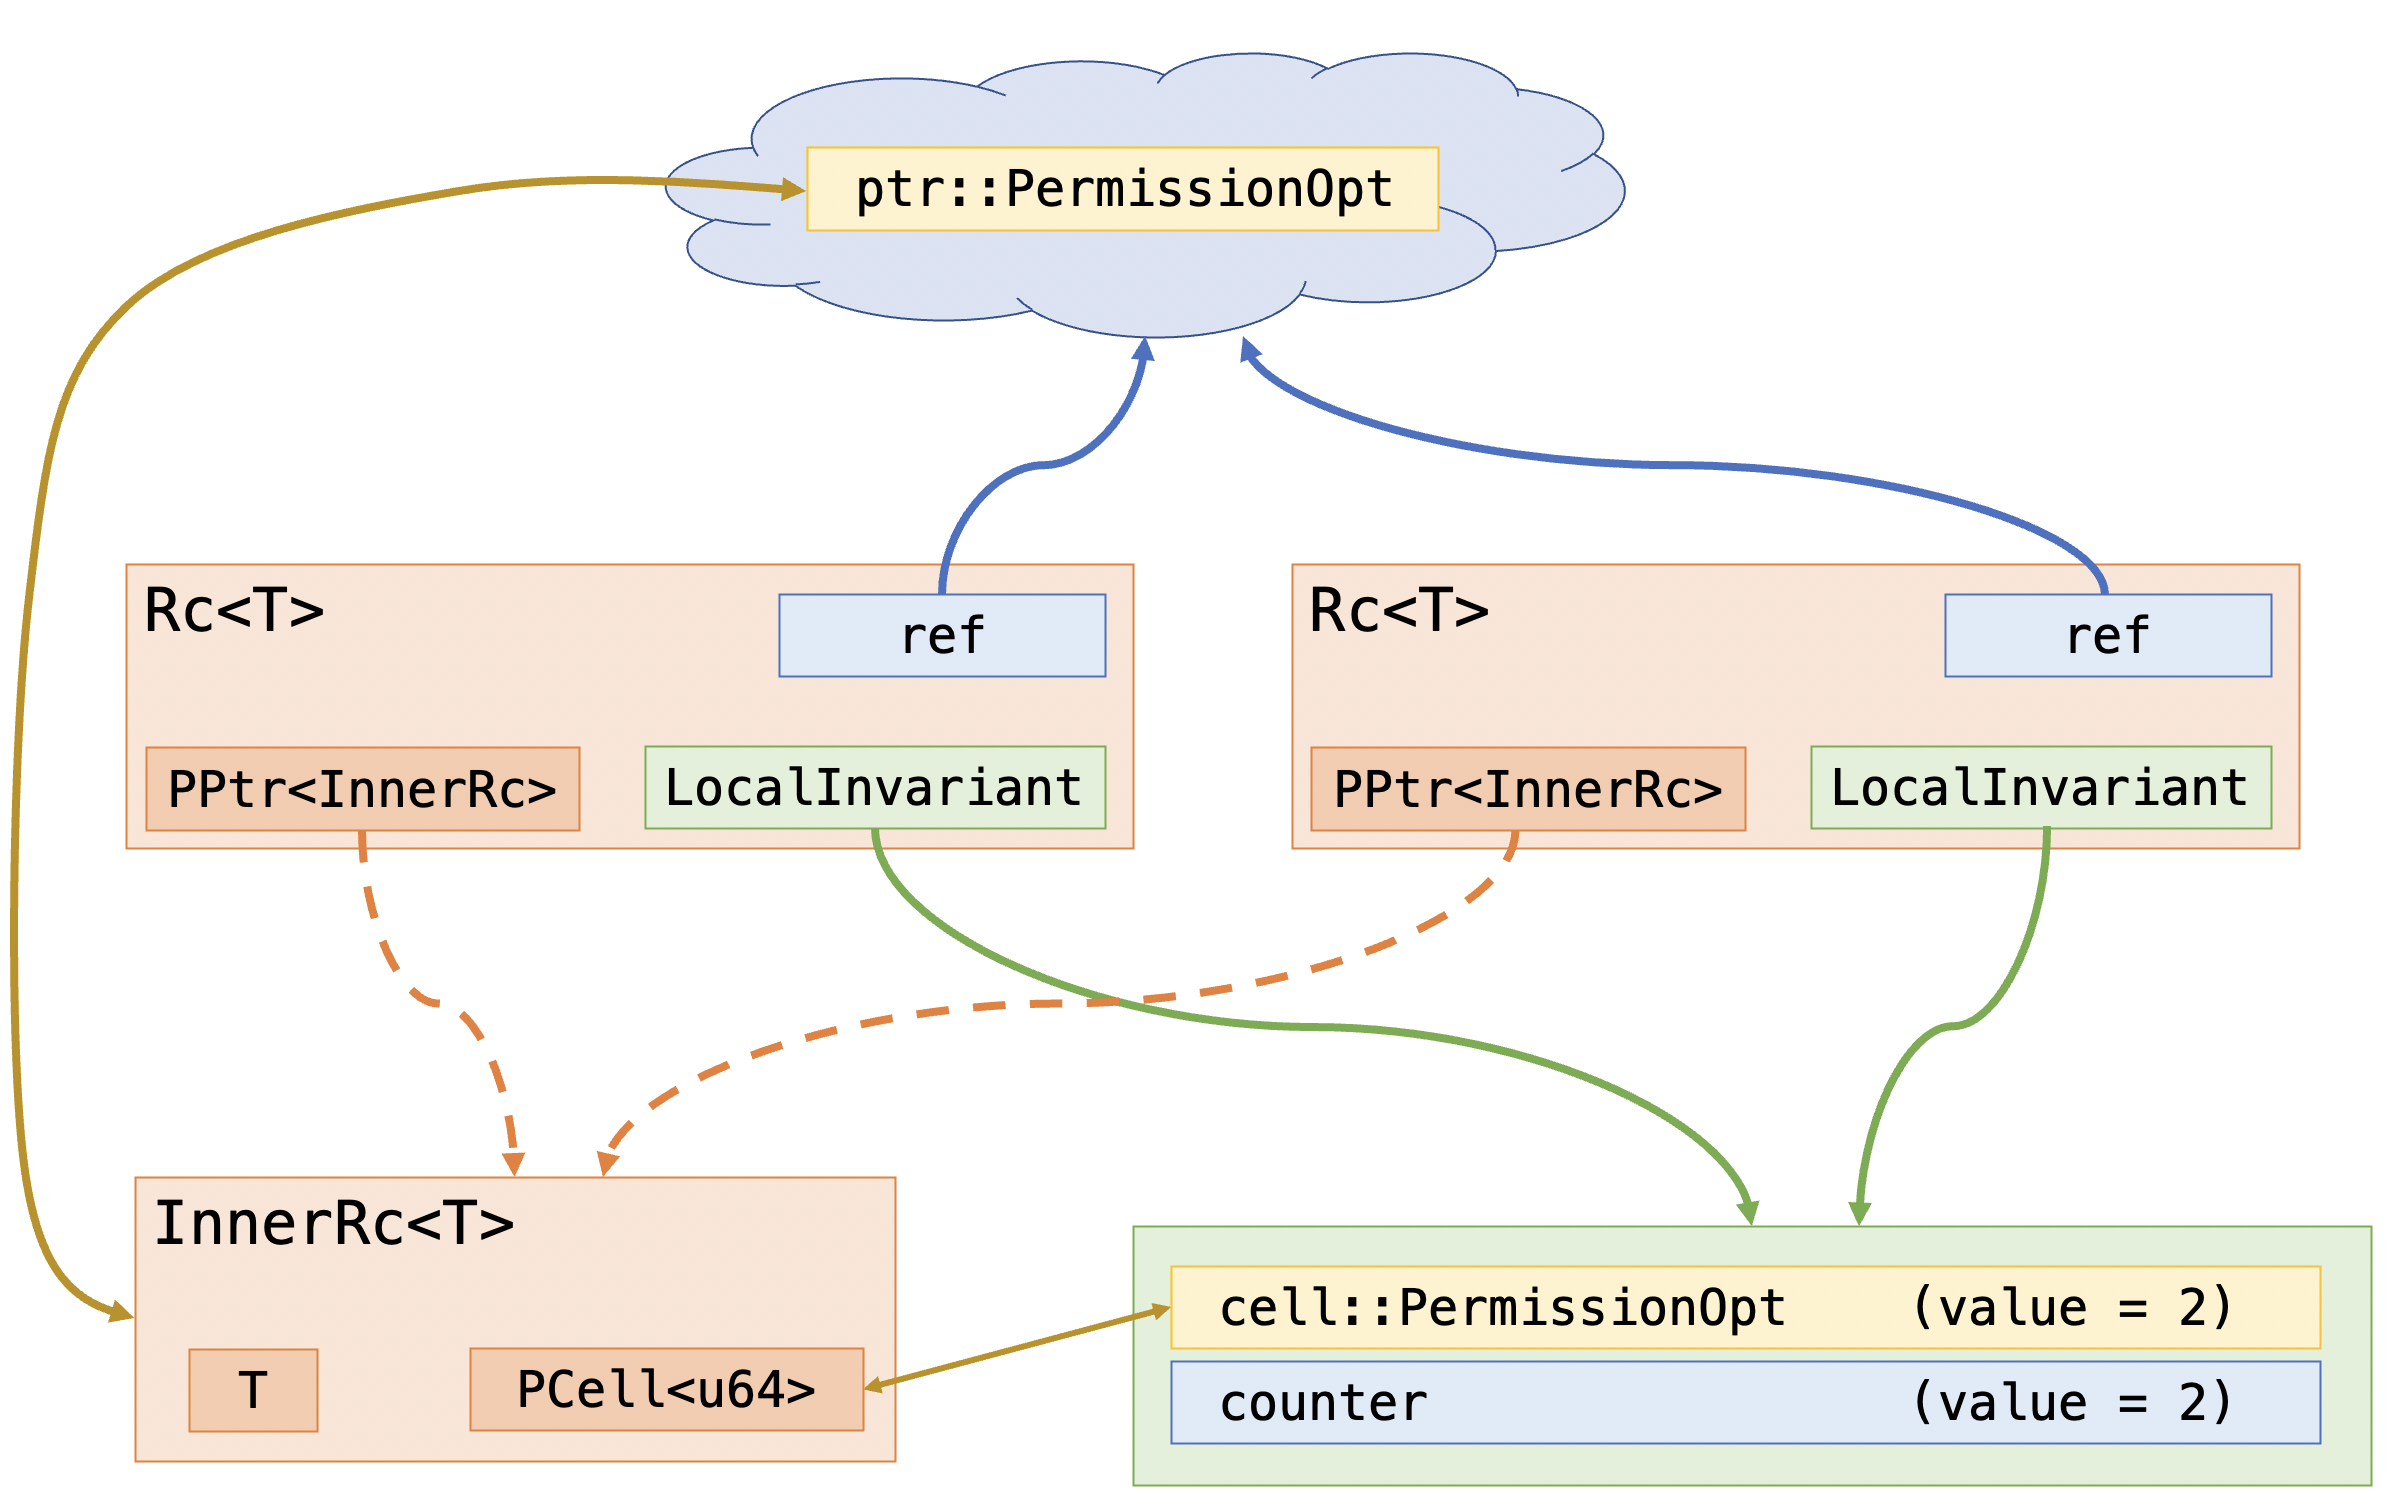 ptr::PermissionOpt
Rc<T>
ref
PPtr<InnerRc>
LocalInvariant
Rc<T>
ref
PPtr<InnerRc>
LocalInvariant
InnerRc<T>
T
PCell<u64>
cell::PermissionOpt (value = 2)
counter (value = 2)